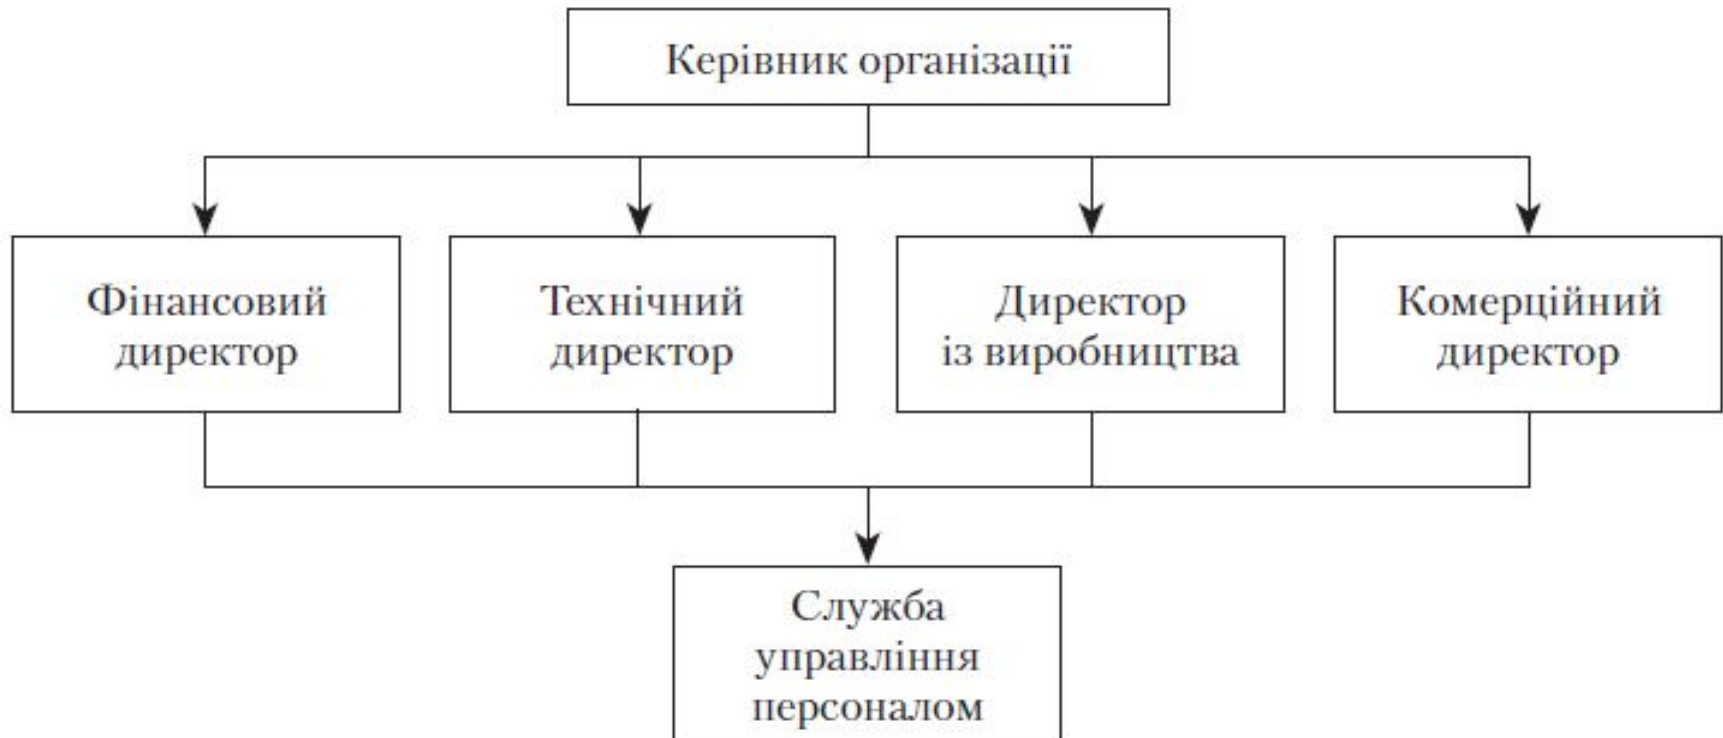 Керівник організації
Фінансовий
директор
Технічний
директор
Директор
із виробництва
Комерційний
директор
Служба
управління
персоналом